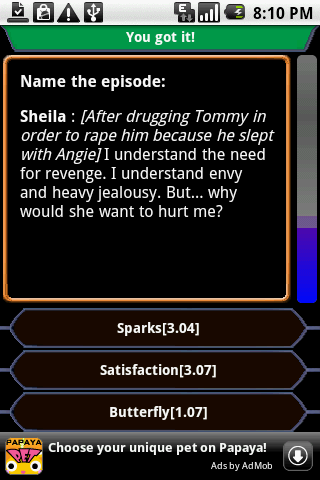 8:10 PM
You got it!
Name the episode:
Sheila : [After drugging Tommy in
order to rape him because he slept
with Angie] I understand the need
for revenge. I understand envy
and heavy jealousy. But... why
would she want to hurt me?
Sparks[3.04]
Satisfaction[3.07]
Butterfly[1.07]
PAPAYA
PET
Choose your unique pet on Papaya!
Ads by AdMob